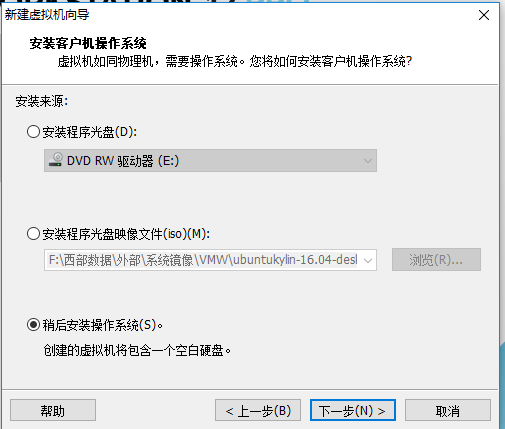 新建虚拟机向导
安装客户机操作系统
虚拟机如同物理机，需要操作系统。您将如何安装客户机操作系统?
安装来源:
安装程序光盘(D):
DVD RW 驱动器 (E:)
安装程序光盘映像文件(iso)(M):
F:\西部数据\外部\系统镜像\VMW\ubuntukylin-16.04-desl
浏览(R)...
稍后安装操作系统(S)。
创建的虚拟机将包含一个空白硬盘。
帮助
< 上一步(B)
下一步(N) >
取消